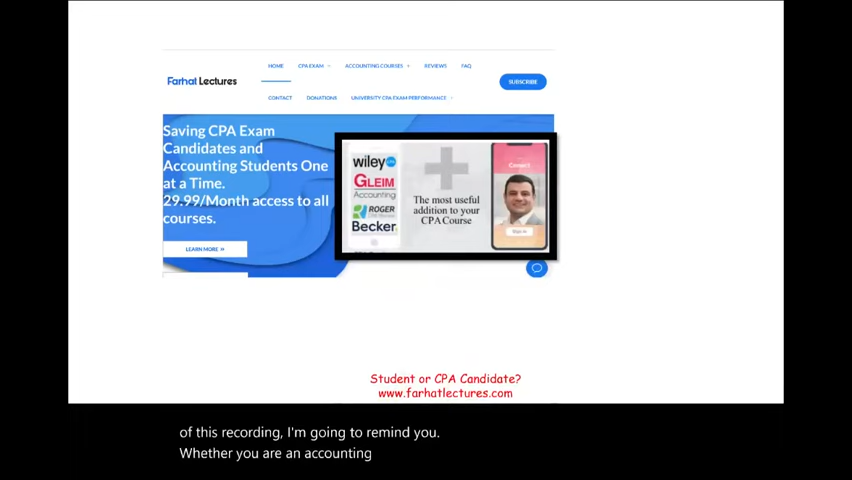 HOME
CPA EXAM
ACCOUNTING COURSES
REVIEWS
FAQ
Farhat Lectures
SUBSCRIBE
CONTACT
DONATIONS
UNIVERSITY CPA EXAM PERFORMANCE
Saving CPA Exam
Candidates and
Accounting Students One
at a Time.
29.99/Month access to all
courses.
LEARN MORE »
wiley
GLEIM
Accounting
ROGER
Becker
The most useful
addition to your
CPA Course
Connect
Sign in
Student or CPA Candidate?
www.farhatlectures.com
of this recording, I'm going to remind you.
Whether you are an accounting